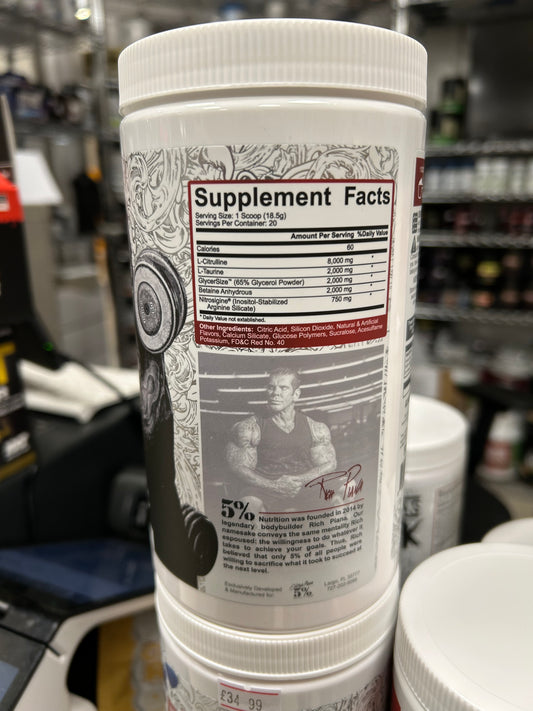 Supplement Facts
Serving Size: 1 Scoop (18.5g)
Servings Per Container: 20
Amount Per Serving %Daily Value
Calories 60
L-Citrulline 8,000 mg *
L-Taurine 2,000 mg *
GlycerSize™ (65% Glycerol Powder) 2,000 mg *
Betaine Anhydrous 2,000 mg *
Nitrosigine® (Inositol-Stabilized 750 mg *
Arginine Silicate)
* Daily Value not established.
Other Ingredients: Citric Acid, Silicon Dioxide, Natural & Artificial
Flavors, Calcium Silicate, Glucose Polymers, Sucralose, Acesulfame
Potassium, FD&C Red No. 40
Rich Piana
5% Nutrition was founded in 2014 by
legendary bodybuilder Rich Piana. Our
namesake conveys the same mentality Rich
espoused: the willingness to do whatever it
takes to achieve your goals. Thus, Rich
believed that only 5% of all people were
willing to sacrifice what it took to succeed at
the next level.
Exclusively Developed
& Manufactured for:
5%
Largo, FL
£34.99